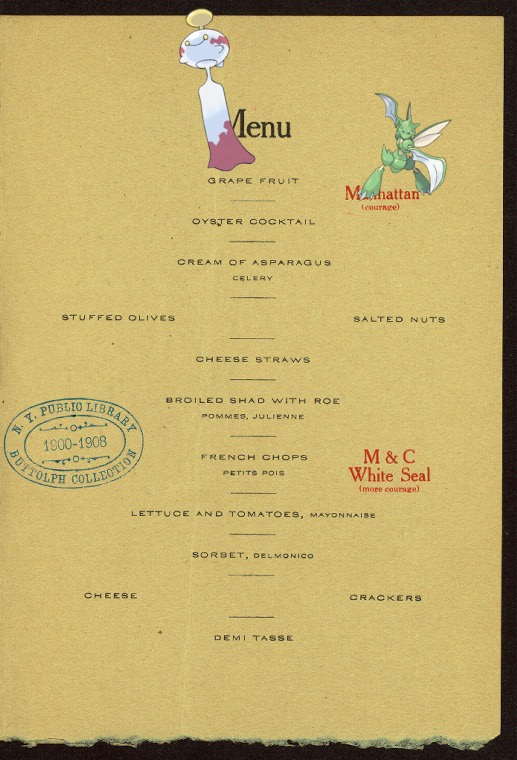 Menu
GRAPE FRUIT
Manhattan
(courage)
OYSTER COCKTAIL
CREAM OF ASPARAGUS
CELERY
STUFFED OLIVES
SALTED NUTS
CHEESE STRAWS
BROILED SHAD WITH ROE
POMMES, JULIENNE
N. Y. PUBLIC LIBRARY
1900-1908
BUTTOLPH COLLECTION
FRENCH CHOPS
PETITS POIS
M & C
White Seal
(more courage)
LETTUCE AND TOMATOES, MAYONNAISE
SORBET, DELMONICO
CHEESE
CRACKERS
DEMI TASSE